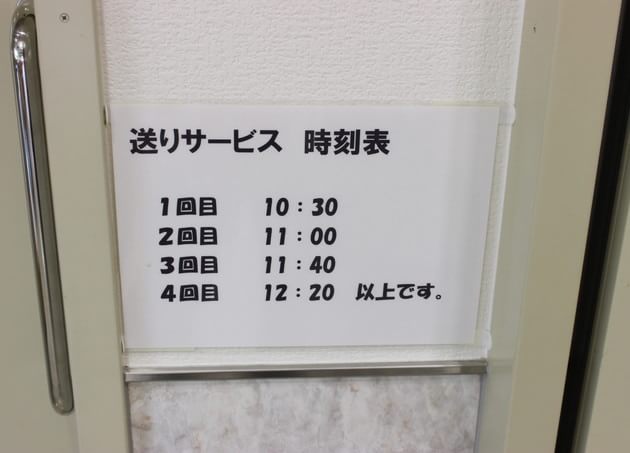 送りサービス 時刻表
1回目 10:30
2回目 11:00
3回目 11:40
4回目 12:20 以上です。